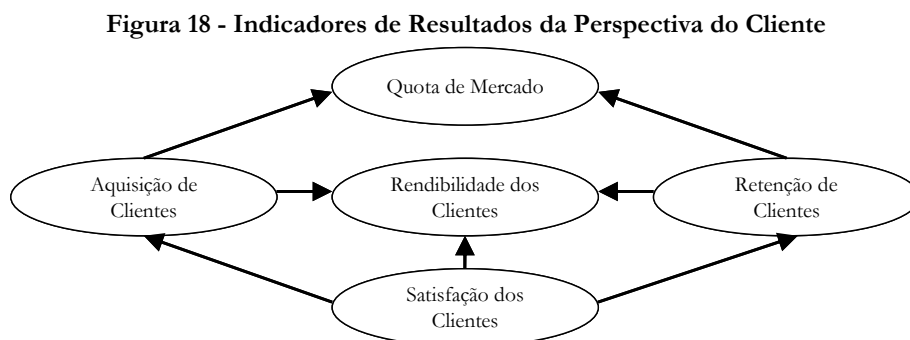 Figura 18 - Indicadores de Resultados da Perspectiva do Cliente
Quota de Mercado
Aquisição de
Clientes
Rendibilidade dos
Clientes
Retenção de
Clientes
Satisfação dos
Clientes